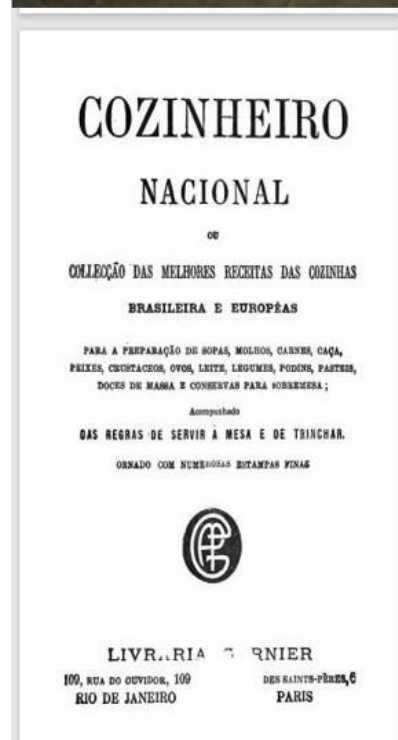 COZINHEIRO
NACIONAL
OU
COLLECÇÃO DAS MELHORES RECEITAS DAS COZINHAS
BRASILEIRA E EUROPÉAS
PARA A PREPARAÇÃO DE SOPAS, MOLHOS, CARNES, CAÇA,
PEIXES, CRUSTACEOS, OVOS, LEITE, LEGUMES, PODINS, PASTEIS,
DOCES DE MASSA E CONSERVAS PARA SOBREMESA;
Acompanhado
DAS REGRAS DE SERVIR Á MESA E DE TRINCHAR.
ORNADO COM NUMEROSAS ESTAMPAS FINAS
109, RUA DO OUVIDOR, 109
RIO DE JANEIRO
DES SAINTS-PÈRES, 6
PARIS